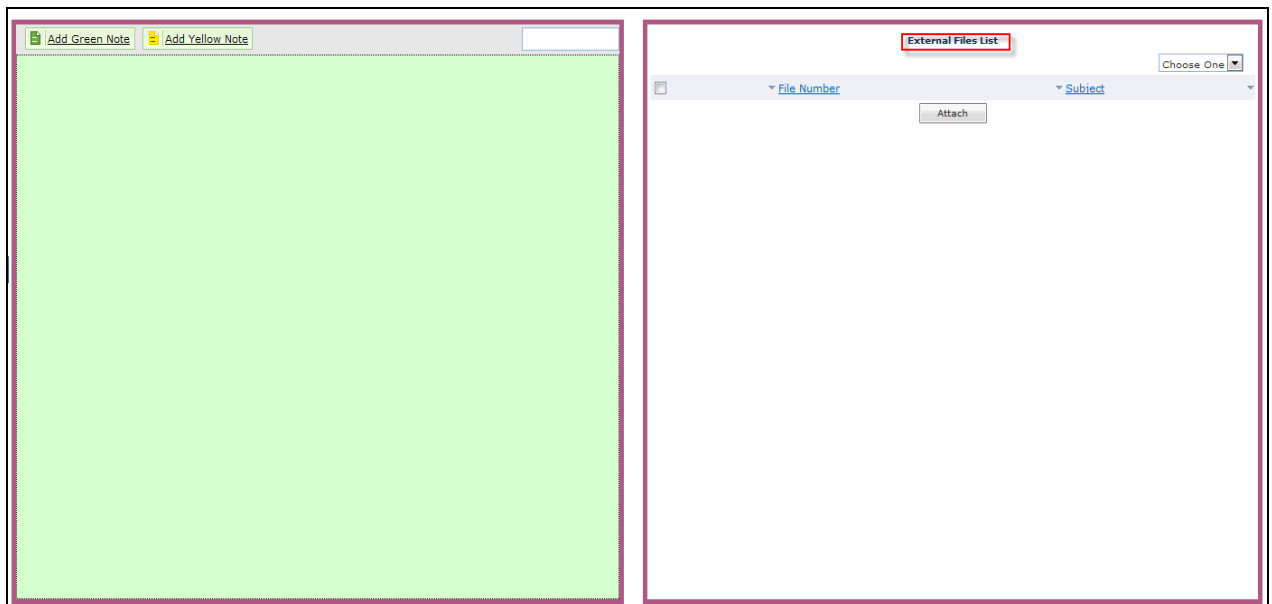 Add Green Note Add Yellow Note
External Files List
Choose One
File Number Subject
Attach